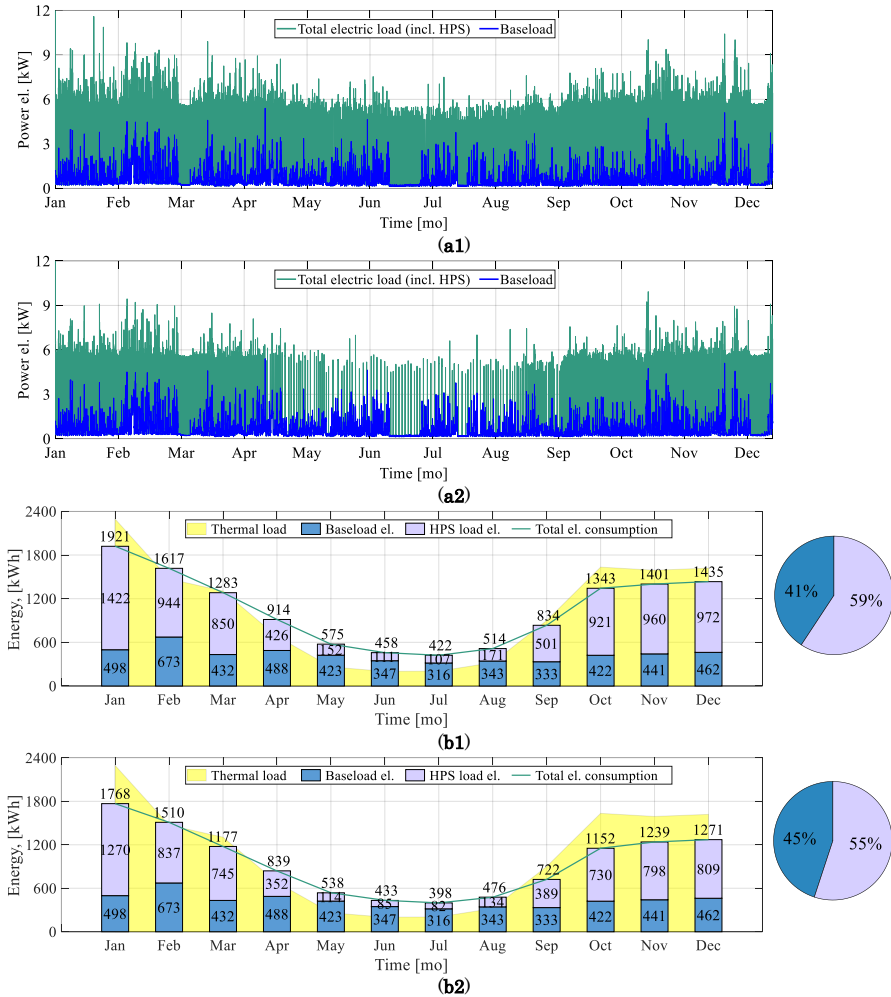 12
Total electric load (incl. HPS) Baseload
9
6
3
0
Power el. [kW]
Jan Feb Mar Apr May Jun Jul Aug Sep Oct Nov Dec
Time [mo]
(a1)
12
Total electric load (incl. HPS) Baseload
9
6
3
0
Power el. [kW]
Jan Feb Mar Apr May Jun Jul Aug Sep Oct Nov Dec
Time [mo]
(a2)
2400
1800
1200
600
0
Energy, [kWh]
Thermal load Baseload el. HPS load el. Total el. consumption
1921 1617 1283 914 575 458 422 514 834 1343 1401 1435
1422 944 850 426 152 111 107 171 501 921 960 972
498 673 432 488 423 347 316 343 333 422 441 462
Jan Feb Mar Apr May Jun Jul Aug Sep Oct Nov Dec
Time [mo]
41% 59%
(b1)
2400
1800
1200
600
0
Energy, [kWh]
Thermal load Baseload el. HPS load el. Total el. consumption
1768 1510 1177 839 538 433 398 476 722 1152 1239 1271
1270 837 745 352 114 85 82 134 389 730 798 809
498 673 432 488 423 347 316 343 333 422 441 462
Jan Feb Mar Apr May Jun Jul Aug Sep Oct Nov Dec
Time [mo]
45% 55%
(b2)